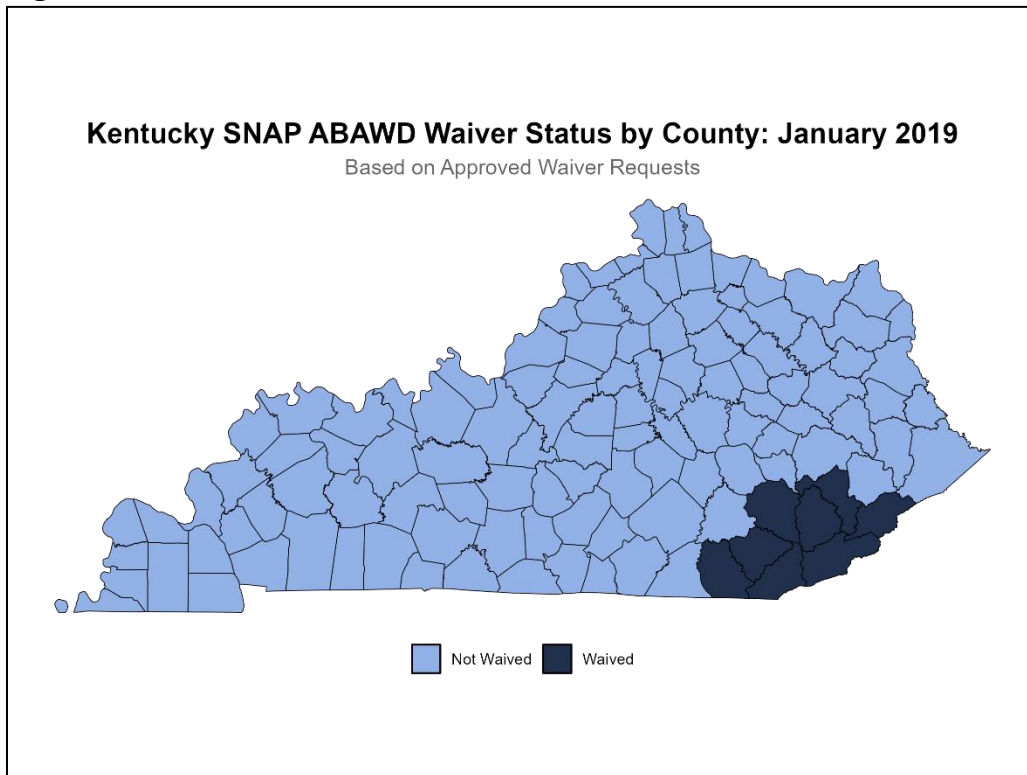 Kentucky SNAP ABAWD Waiver Status by County: January 2019
Based on Approved Waiver Requests
Not Waived Waived